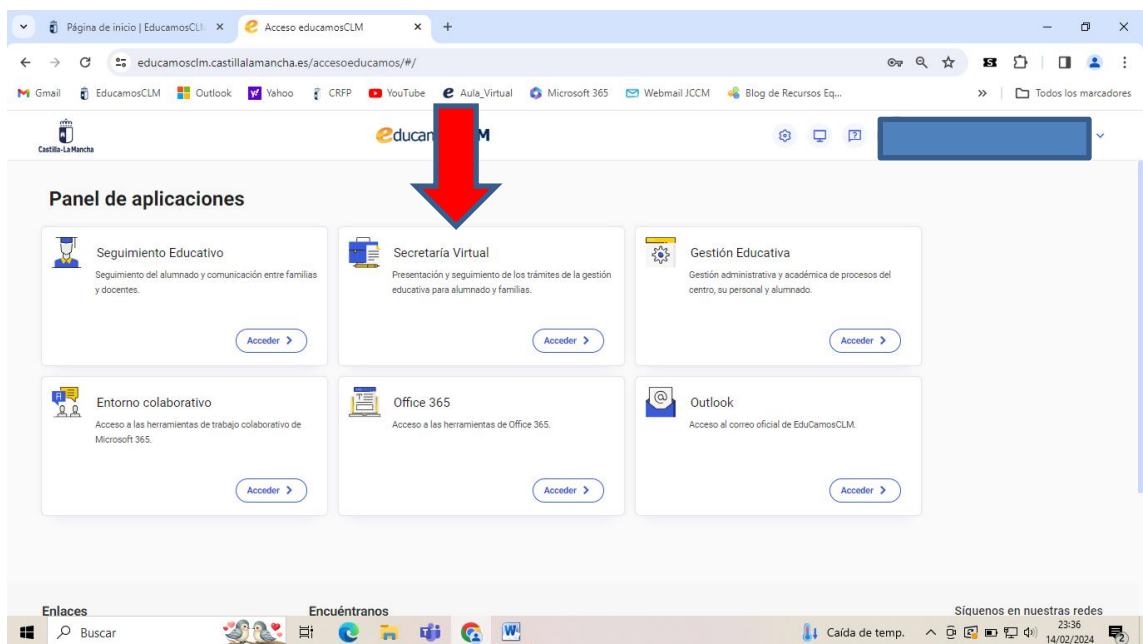 Página de inicio | EducamosCL
Acceso educamosCLM
educamosclm.castillalamancha.es/accesoeducamos/#/
Gmail EducamosCLM Outlook Yahoo CRFP YouTube Aula_Virtual Microsoft 365 Webmail JCCM Blog de Recursos Eq... » Todos los marcadores
Castilla-La Mancha
educam M
Panel de aplicaciones
Seguimiento Educativo
Seguimiento del alumnado y comunicación entre familias
y docentes.
Acceder
Secretaría Virtual
Presentación y seguimiento de los trámites de la gestión
educativa para alumnado y familias.
Acceder
Gestión Educativa
Gestión administrativa y académica de procesos del
centro, su personal y alumnado.
Acceder
Entorno colaborativo
Acceso a las herramientas de trabajo colaborativo de
Microsoft 365.
Acceder
Office 365
Acceso a las herramientas de Office 365.
Acceder
Outlook
Acceso al correo oficial de EduCamosCLM.
Acceder
Enlaces
Encuéntranos
Síguenos en nuestras redes
Buscar
Caída de temp.
23:36
14/02/2024